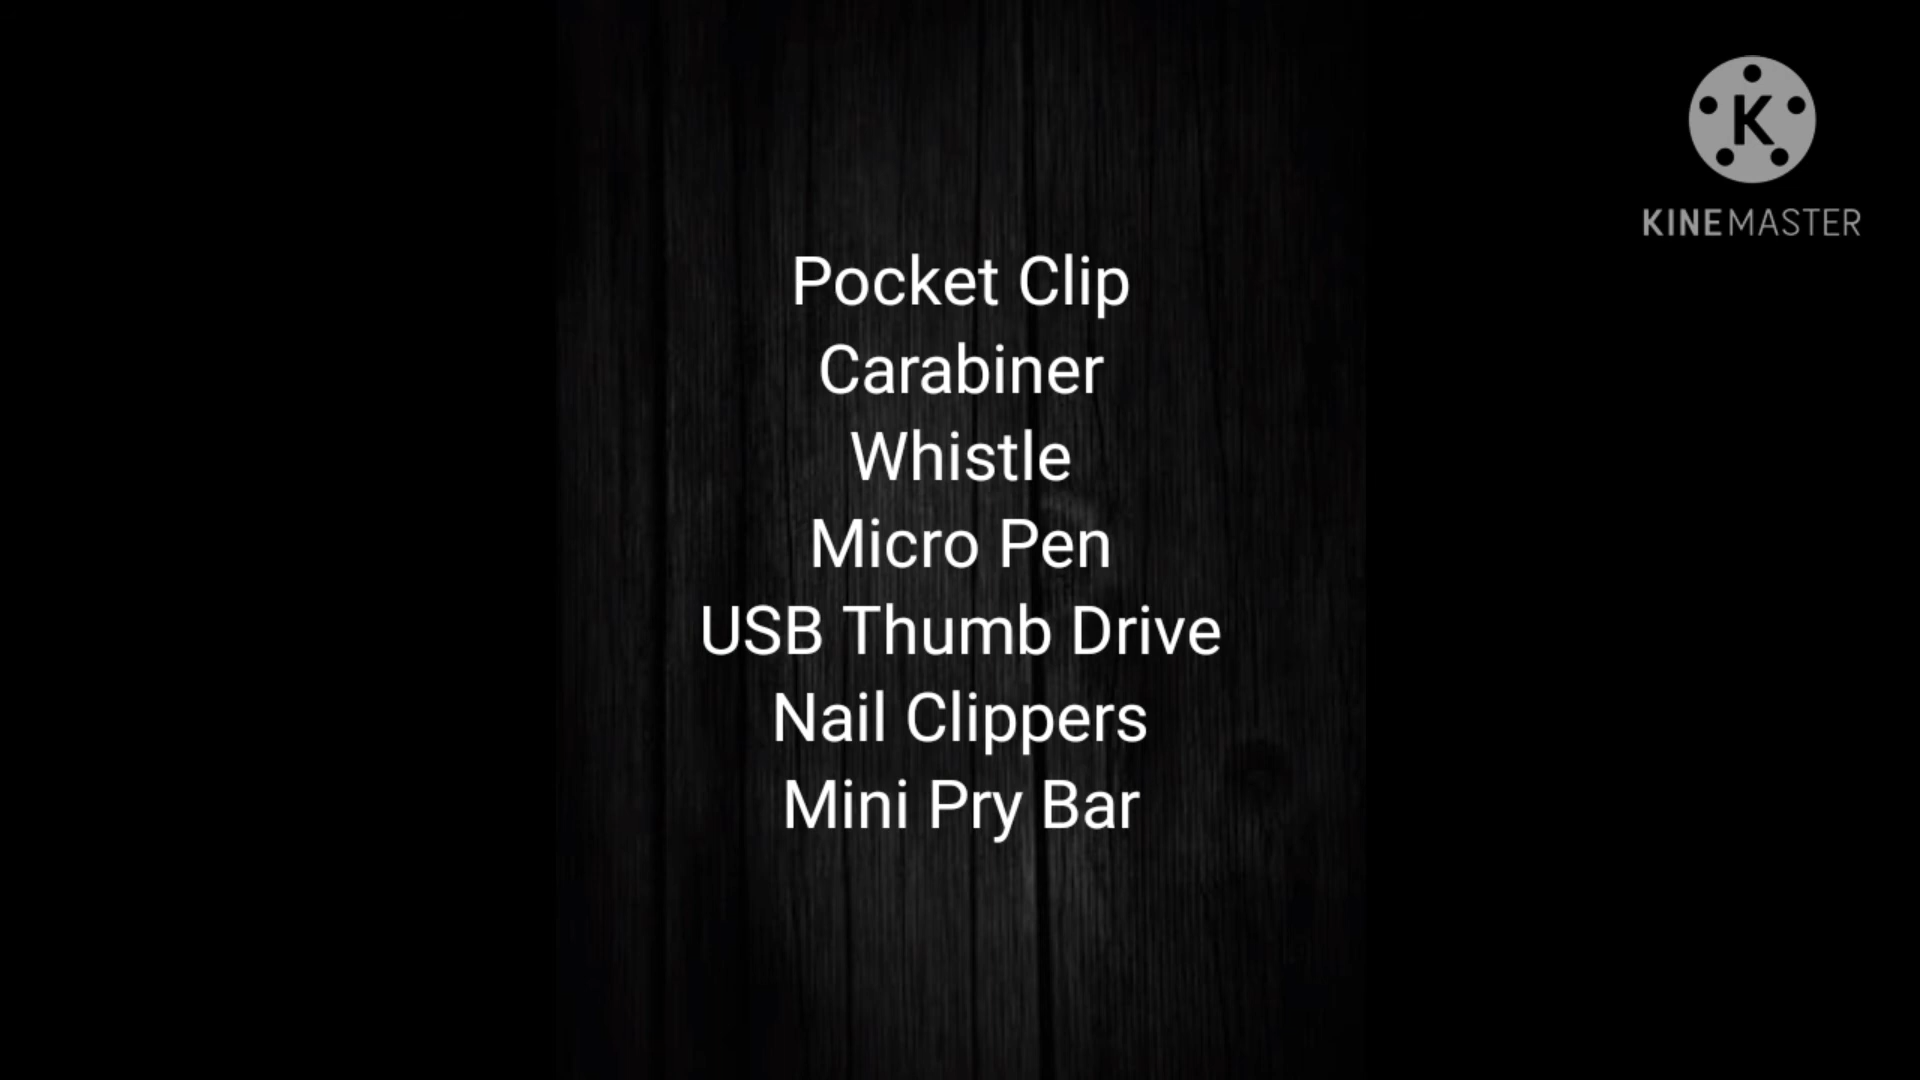 K
KINEMASTER
Pocket Clip
Carabiner
Whistle
Micro Pen
USB Thumb Drive
Nail Clippers
Mini Pry Bar